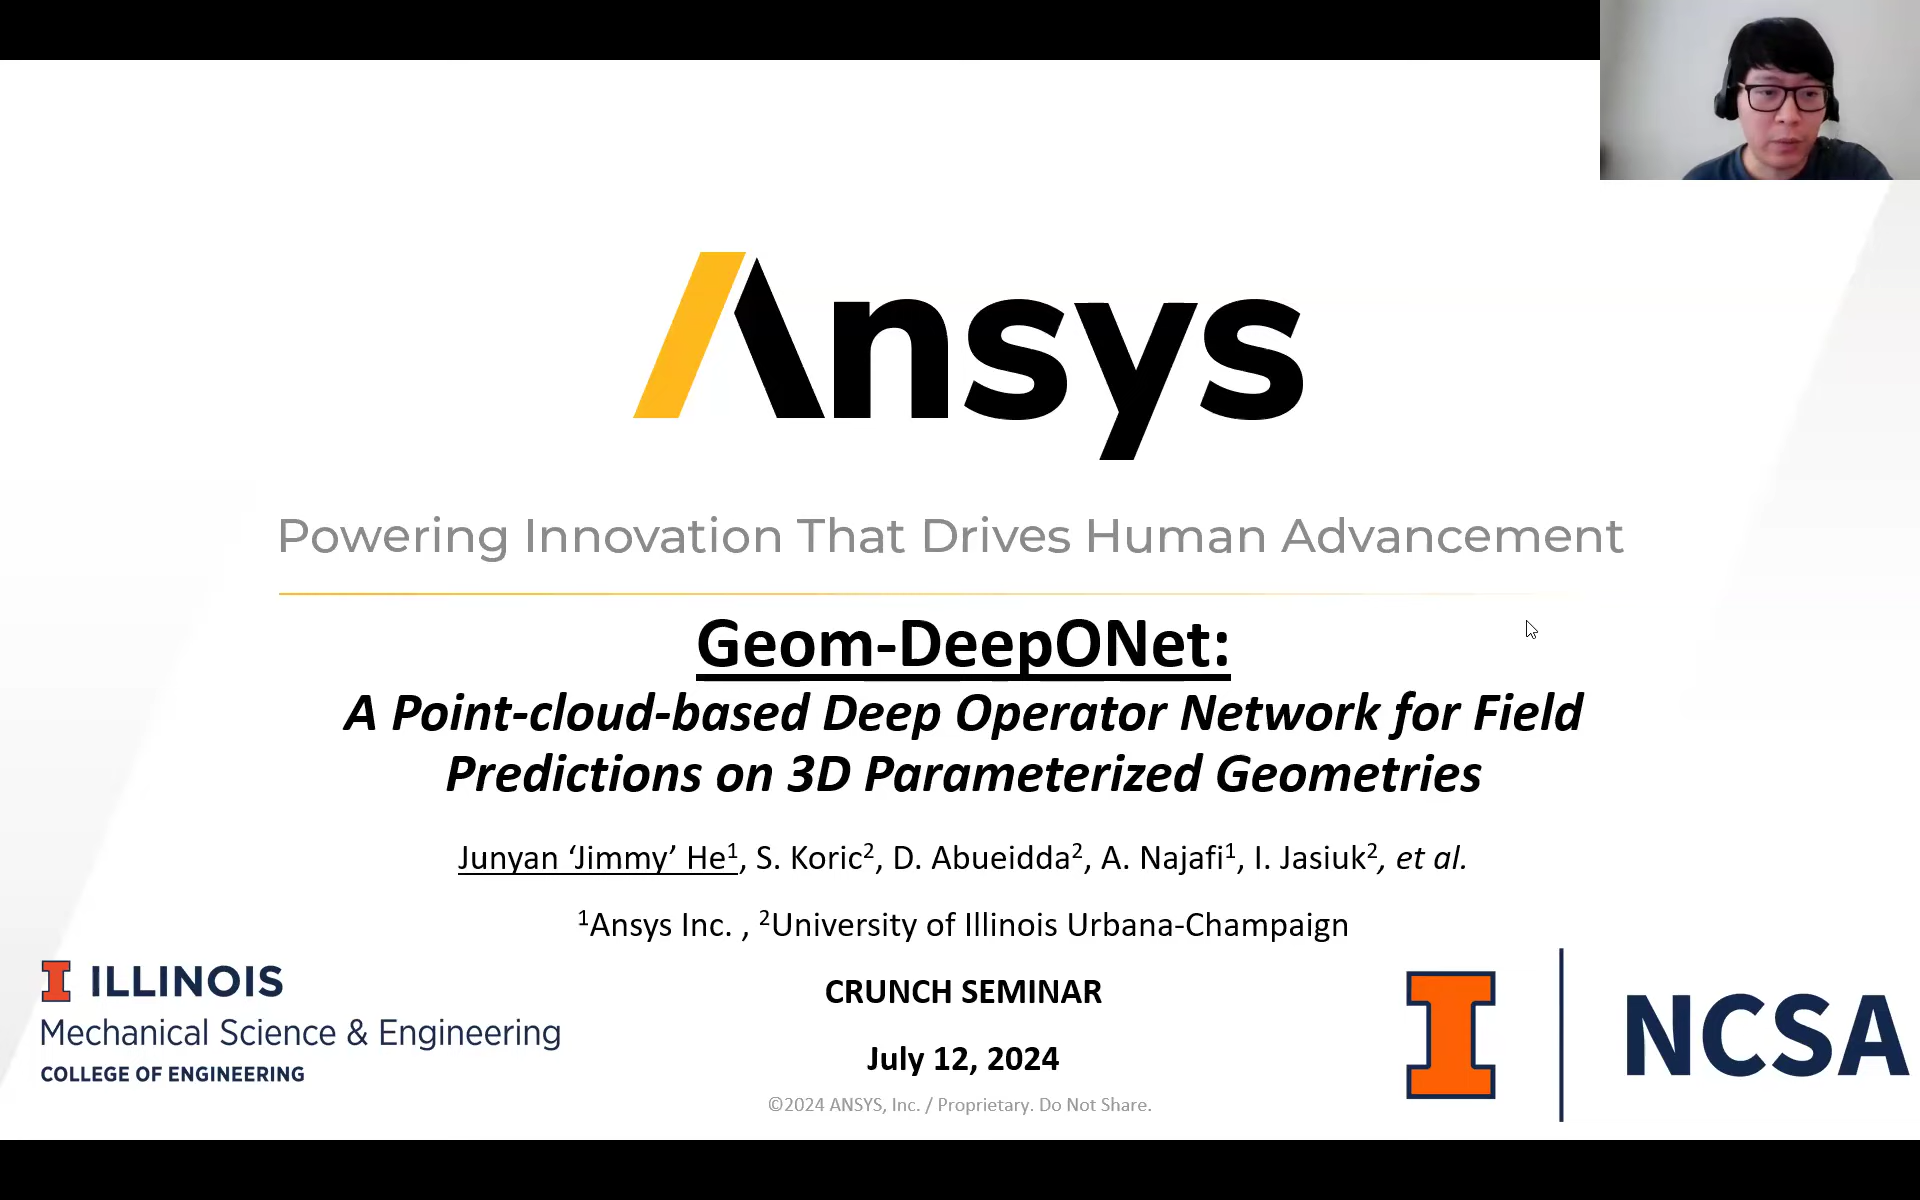 Ansys
Powering Innovation That Drives Human Advancement
Geom-DeepONet:
A Point-cloud-based Deep Operator Network for Field
Predictions on 3D Parameterized Geometries
Junyan ‘Jimmy’ He¹, S. Koric², D. Abueidda², A. Najafi¹, I. Jasiuk², et al.
¹Ansys Inc. , ²University of Illinois Urbana-Champaign
I ILLINOIS
Mechanical Science & Engineering
COLLEGE OF ENGINEERING
CRUNCH SEMINAR
July 12, 2024
©2024 ANSYS, Inc. / Proprietary. Do Not Share.
I NCSA